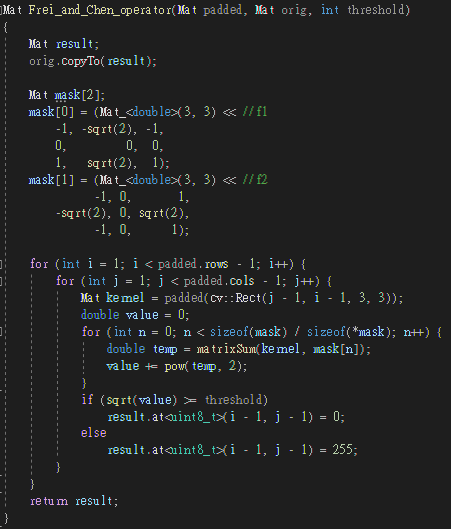 Mat Frei_and_Chen_operator(Mat padded, Mat orig, int threshold)
{
    Mat result;
    orig.copyTo(result);

    Mat mask[2];
    mask[0] = (Mat_<double>(3, 3) << //f1
        -1, -sqrt(2), -1,
        0,        0,  0,
        1,   sqrt(2),  1);
    mask[1] = (Mat_<double>(3, 3) << //f2
              -1, 0,       1,
        -sqrt(2), 0, sqrt(2),
              -1, 0,      1);

    for (int i = 1; i < padded.rows - 1; i++) {
        for (int j = 1; j < padded.cols - 1; j++) {
            Mat kernel = padded(cv::Rect(j - 1, i - 1, 3, 3));
            double value = 0;
            for (int n = 0; n < sizeof(mask) / sizeof(*mask); n++) {
                double temp = matrixSum(kernel, mask[n]);
                value += pow(temp, 2);
            }
            if (sqrt(value) >= threshold)
                result.at<uint8_t>(i - 1, j - 1) = 0;
            else
                result.at<uint8_t>(i - 1, j - 1) = 255;
        }
    }
    return result;
}